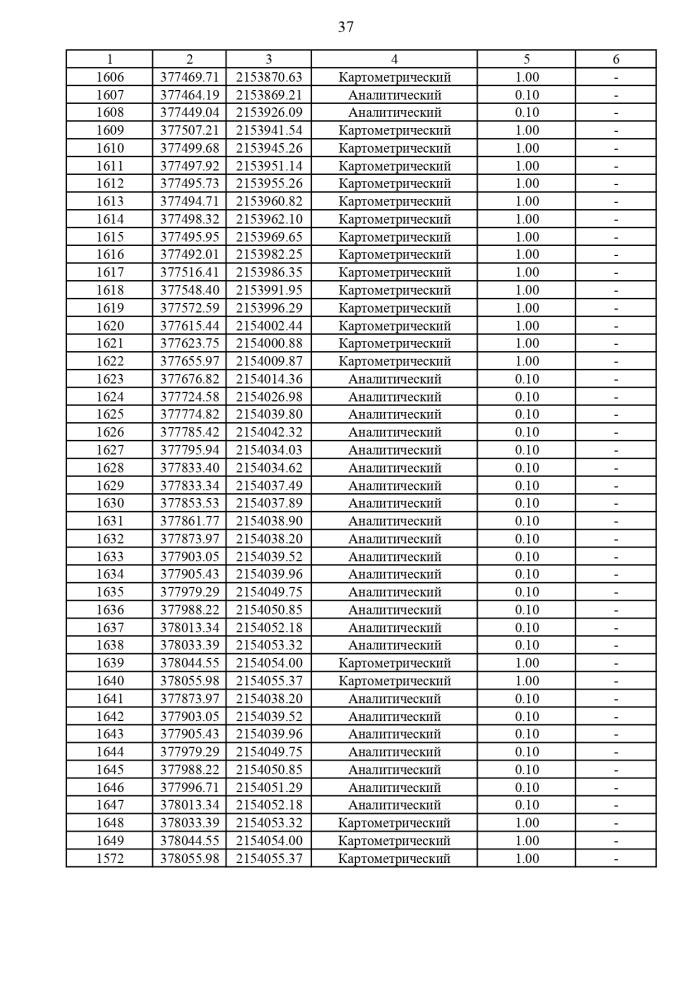 37
1 2 3 4 5 6
1606 377469.71 2153870.63 Картометрический 1.00 -
1607 377464.19 2153869.21 Аналитический 0.10 -
1608 377449.04 2153926.09 Аналитический 0.10 -
1609 377507.21 2153941.54 Картометрический 1.00 -
1610 377499.68 2153945.26 Картометрический 1.00 -
1611 377497.92 2153951.14 Картометрический 1.00 -
1612 377495.73 2153955.26 Картометрический 1.00 -
1613 377494.71 2153960.82 Картометрический 1.00 -
1614 377498.32 2153962.10 Картометрический 1.00 -
1615 377495.95 2153969.65 Картометрический 1.00 -
1616 377492.01 2153982.25 Картометрический 1.00 -
1617 377516.41 2153986.35 Картометрический 1.00 -
1618 377548.40 2153991.95 Картометрический 1.00 -
1619 377572.59 2153996.29 Картометрический 1.00 -
1620 377615.44 2154002.44 Картометрический 1.00 -
1621 377623.75 2154000.88 Картометрический 1.00 -
1622 377655.97 2154009.87 Картометрический 1.00 -
1623 377676.82 2154014.36 Аналитический 0.10 -
1624 377724.58 2154026.98 Аналитический 0.10 -
1625 377774.82 2154039.80 Аналитический 0.10 -
1626 377785.42 2154042.32 Аналитический 0.10 -
1627 377795.94 2154034.03 Аналитический 0.10 -
1628 377833.40 2154034.62 Аналитический 0.10 -
1629 377833.34 2154037.49 Аналитический 0.10 -
1630 377853.53 2154037.89 Аналитический 0.10 -
1631 377861.77 2154038.90 Аналитический 0.10 -
1632 377873.97 2154038.20 Аналитический 0.10 -
1633 377903.05 2154039.52 Аналитический 0.10 -
1634 377905.43 2154039.96 Аналитический 0.10 -
1635 377979.29 2154049.75 Аналитический 0.10 -
1636 377988.22 2154050.85 Аналитический 0.10 -
1637 378013.34 2154052.18 Аналитический 0.10 -
1638 378033.39 2154053.32 Аналитический 0.10 -
1639 378044.55 2154054.00 Картометрический 1.00 -
1640 378055.98 2154055.37 Картометрический 1.00 -
1641 377873.97 2154038.20 Аналитический 0.10 -
1642 377903.05 2154039.52 Аналитический 0.10 -
1643 377905.43 2154039.96 Аналитический 0.10 -
1644 377979.29 2154049.75 Аналитический 0.10 -
1645 377988.22 2154050.85 Аналитический 0.10 -
1646 377996.71 2154051.29 Аналитический 0.10 -
1647 378013.34 2154052.18 Аналитический 0.10 -
1648 378033.39 2154053.32 Картометрический 1.00 -
1649 378044.55 2154054.00 Картометрический 1.00 -
1572 378055.98 2154055.37 Картометрический 1.00 -